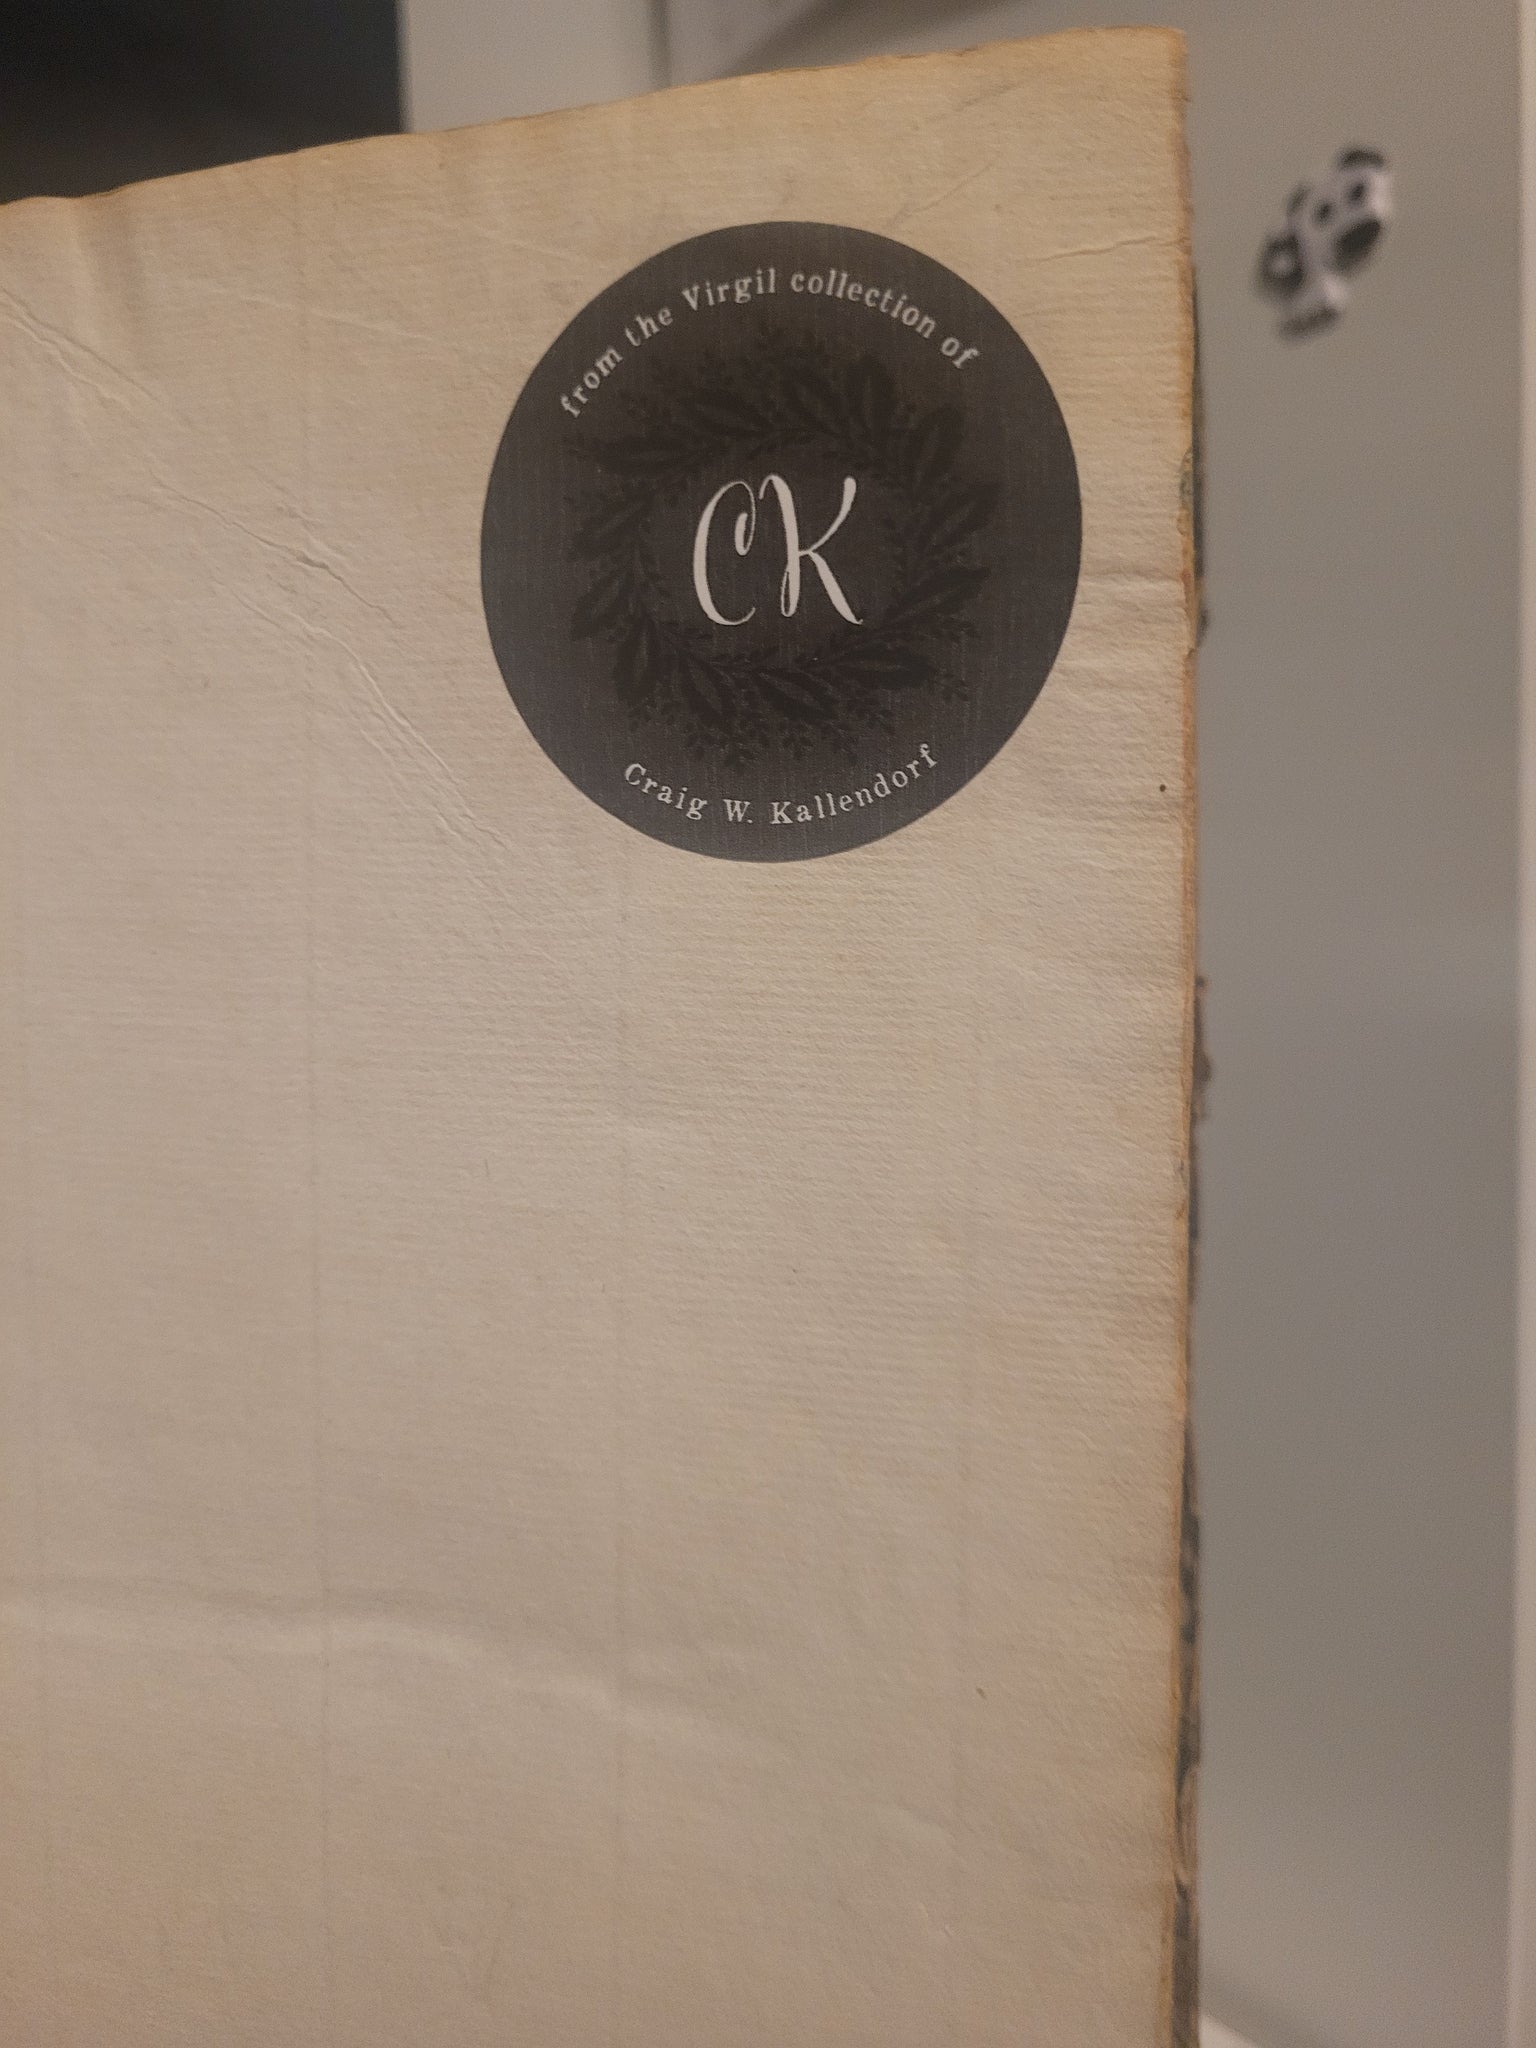 from the Virgil collection of
CK
Craig W. Kallendorf